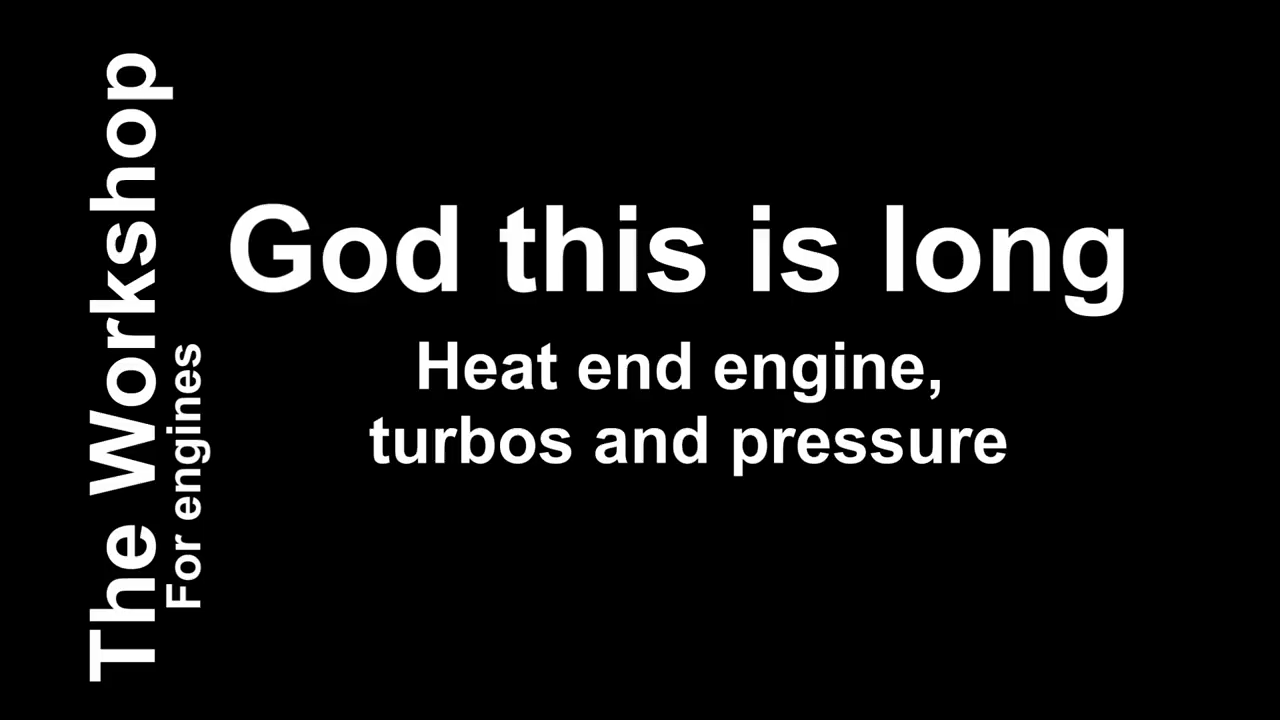 The Workshop
For engines
God this is long
Heat end engine,
turbos and pressure